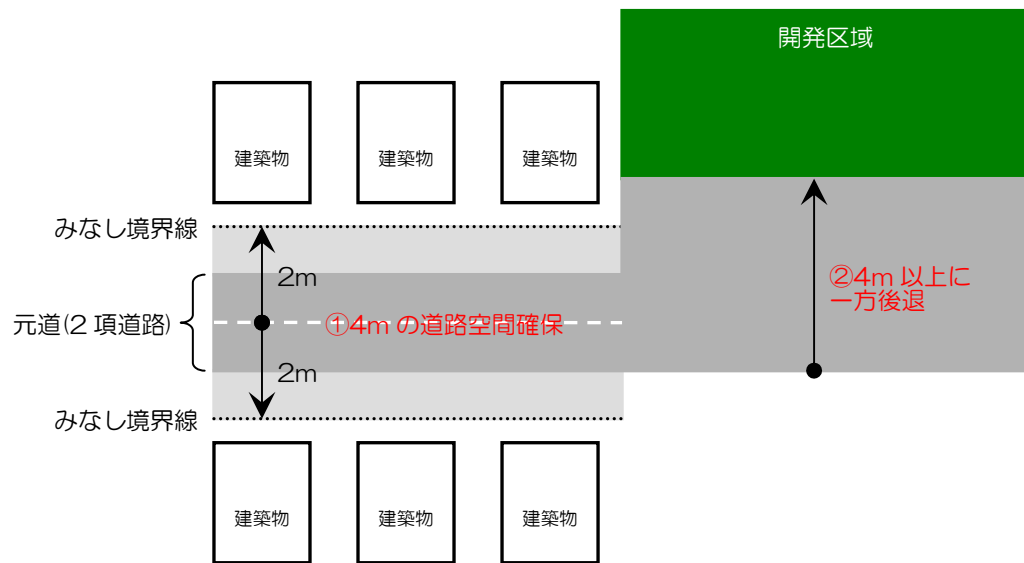 開発区域
建築物
建築物
建築物
みなし境界線
2m
②4m 以上に
一方後退
元道(2 項道路)
①4m の道路空間確保
2m
みなし境界線
建築物
建築物
建築物